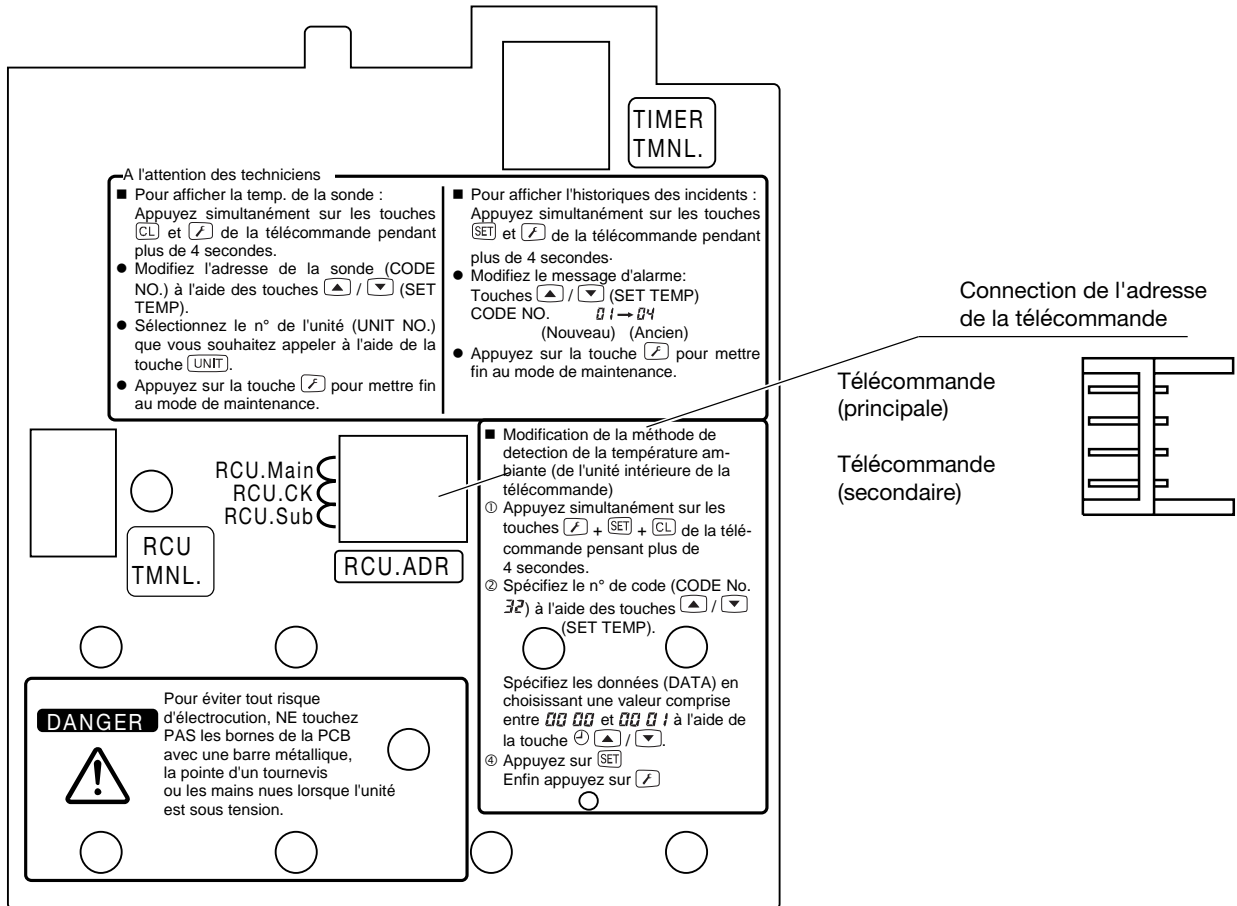 TIMER
TMNL.
A l'attention des techniciens
■ Pour afficher la temp. de la sonde :
Appuyez simultanément sur les touches
CL et de la télécommande pendant
plus de 4 secondes.
● Modifiez l'adresse de la sonde (CODE
NO.) à l'aide des touches ▲ / ▼ (SET
TEMP).
● Sélectionnez le n° de l'unité (UNIT NO.)
que vous souhaitez appeler à l'aide de la
touche UNIT.
● Appuyez sur la touche pour mettre fin
au mode de maintenance.
■ Pour afficher l'historiques des incidents :
Appuyez simultanément sur les touches
SET et de la télécommande pendant
plus de 4 secondes.
● Modifiez le message d'alarme:
Touches ▲ / ▼ (SET TEMP)
CODE NO. 01 → 04
(Nouveau) (Ancien)
● Appuyez sur la touche pour mettre
fin au mode de maintenance.
Connection de l'adresse
de la télécommande
Télécommande
(principale)
Télécommande
(secondaire)
RCU.Main
RCU.CK
RCU.Sub
RCU
TMNL.
RCU.ADR
■ Modification de la méthode de
detection de la température am-
biante (de l'unité intérieure de la
télécommande)
① Appuyez simultanément sur les
touches + SET + CL de la télé-
commande pensant plus de
4 secondes.
② Spécifiez le n° de code (CODE No.
32) à l'aide des touches ▲ / ▼
(SET TEMP).
Spécifiez les données (DATA) en
choisissant une valeur comprise
entre 00 00 et 00 01 à l'aide de
la touche ▲ / ▼.
④ Appuyez sur SET
Enfin appuyez sur
DANGER
Pour éviter tout risque
d'électrocution, NE touchez
PAS les bornes de la PCB
avec une barre métallique,
la pointe d'un tournevis
ou les mains nues lorsque l'unité
est sous tension.